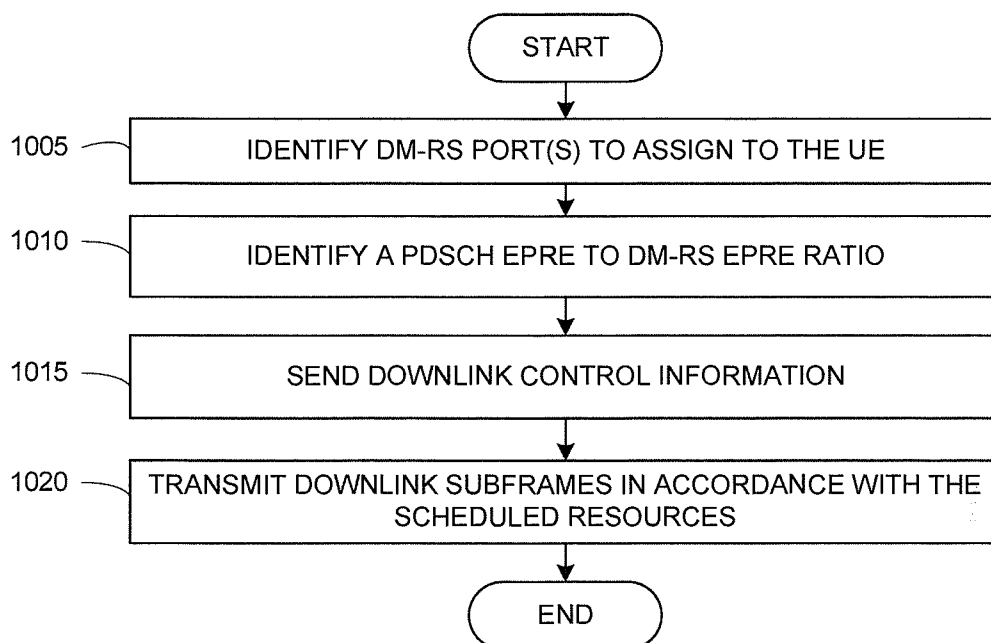 START
1005
IDENTIFY DM-RS PORT(S) TO ASSIGN TO THE UE
1010
IDENTIFY A PDSCH EPRE TO DM-RS EPRE RATIO
1015
SEND DOWNLINK CONTROL INFORMATION
1020
TRANSMIT DOWNLINK SUBFRAMES IN ACCORDANCE WITH THE
SCHEDULED RESOURCES
END